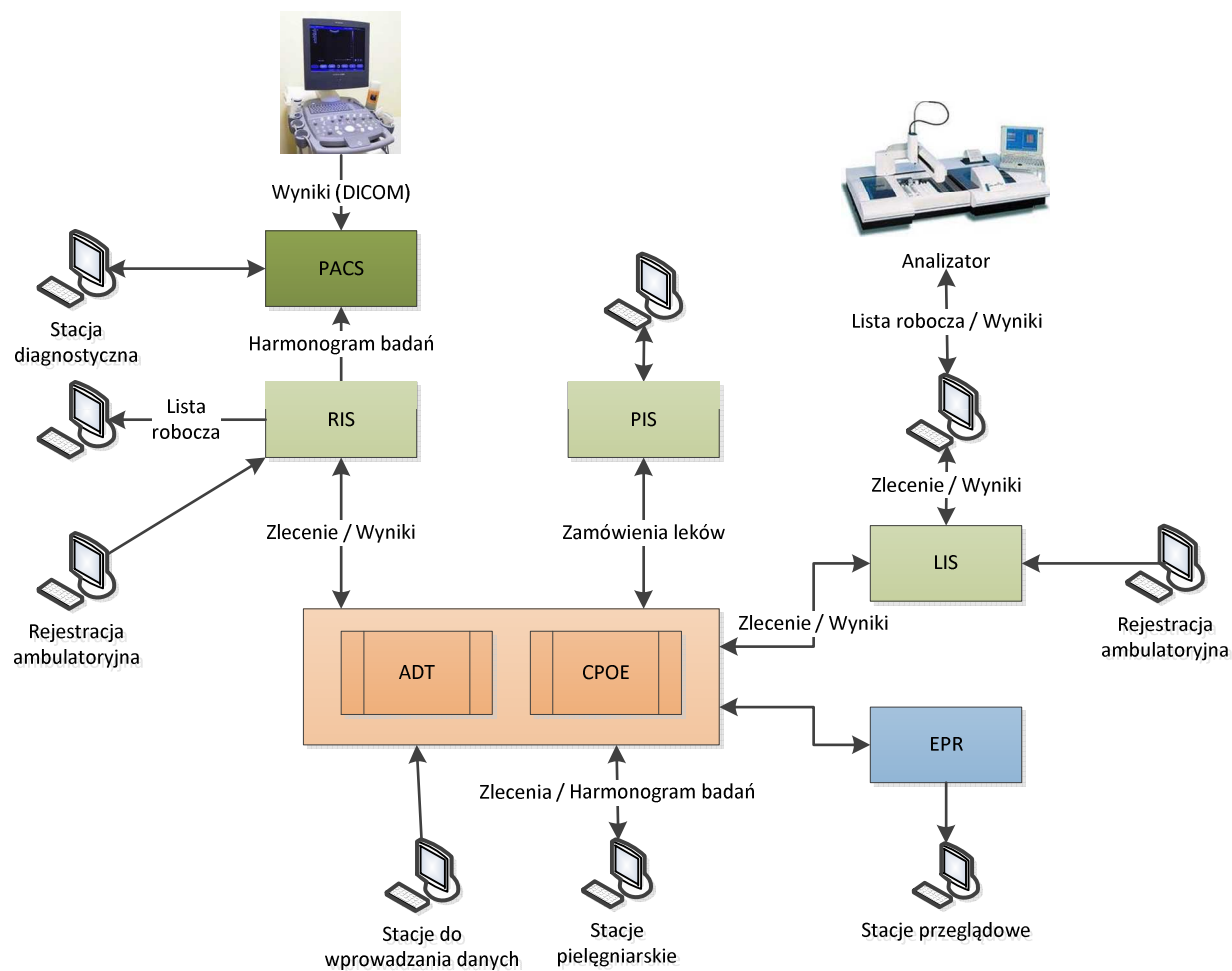 Wyniki (DICOM)
PACS
Analizator
Stacja
diagnostyczna
Harmonogram badań
Lista robocza / Wyniki
Lista
robocza
RIS
PIS
Zlecenie / Wyniki
Zlecenie / Wyniki
Zamówienia leków
LIS
Rejestracja
ambulatoryjna
Zlecenie / Wyniki
Rejestracja
ambulatoryjna
ADT
CPOE
EPR
Zlecenia / Harmonogram badań
Stacje do
wprowadzania danych
Stacje
pielęgniarskie
Stacje przeglądowe